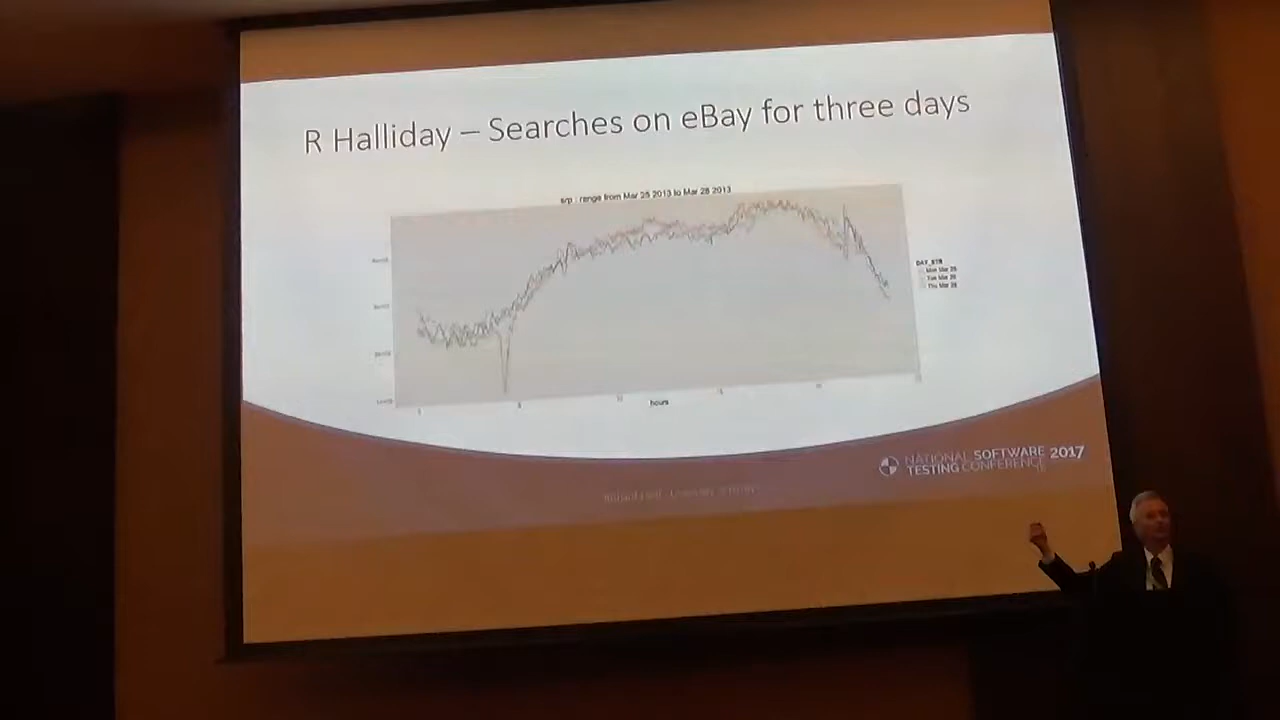 R Halliday – Searches on eBay for three days
srp : range from Mar 25 2013 to Mar 28 2013
DAY_STR
Mon Mar 25
Tue Mar 26
Thu Mar 28
hours
NATIONAL SOFTWARE 2017
TESTING CONFERENCE